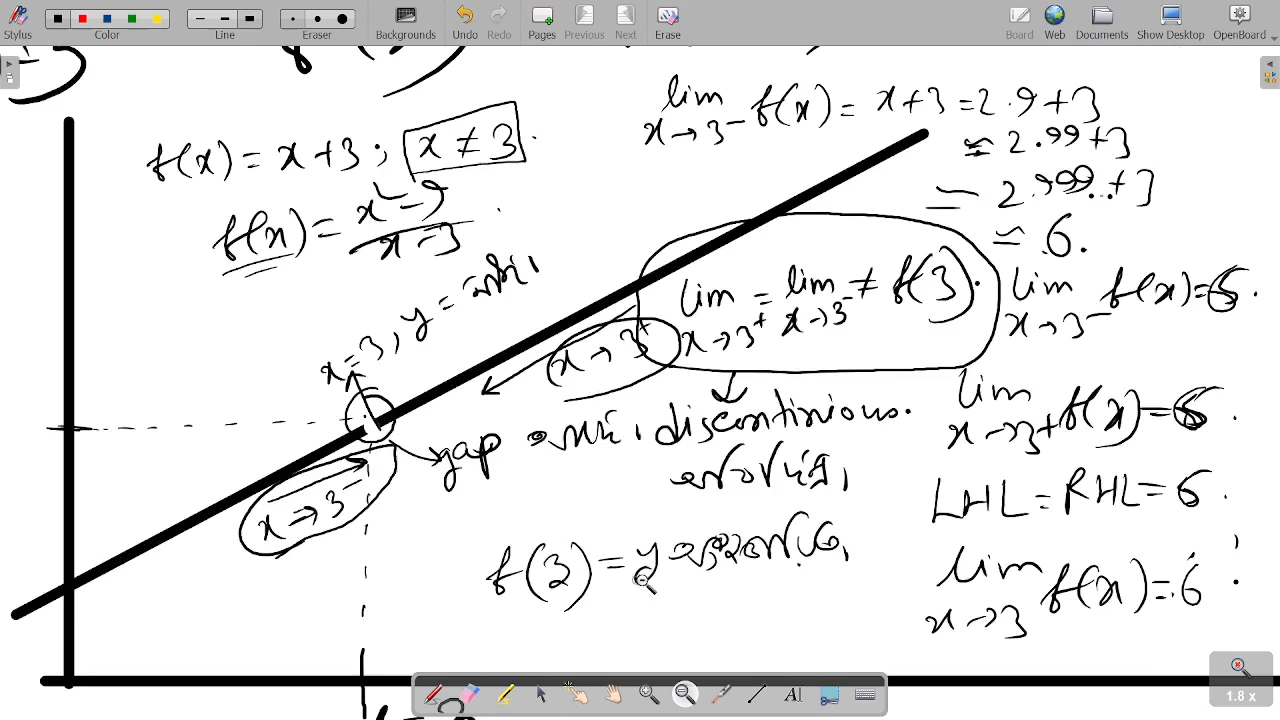 Stylus
Color
Line
Eraser
Backgrounds
Undo
Redo
Pages
Previous
Next
Erase
Board
Web
Documents
Show Desktop
OpenBoard
f(x) = x+3 ; x ≠ 3
f(x) = x²-9 / x-3
lim x→3⁻ f(x) = x+3 = 2.9+3
≈ 2.99+3
= 2.999..+3
≈ 6.
x=3, y =
x→3⁺
lim x→3⁺ = lim x→3⁻ ≠ f(3)
lim x→3⁻ f(x) = 6.
gap
discontinious.
lim x→3+ f(x) = 6.
x→3⁻
LHL = RHL = 6.
f(3) = y
lim x→3 f(x) = 6
1.8 x